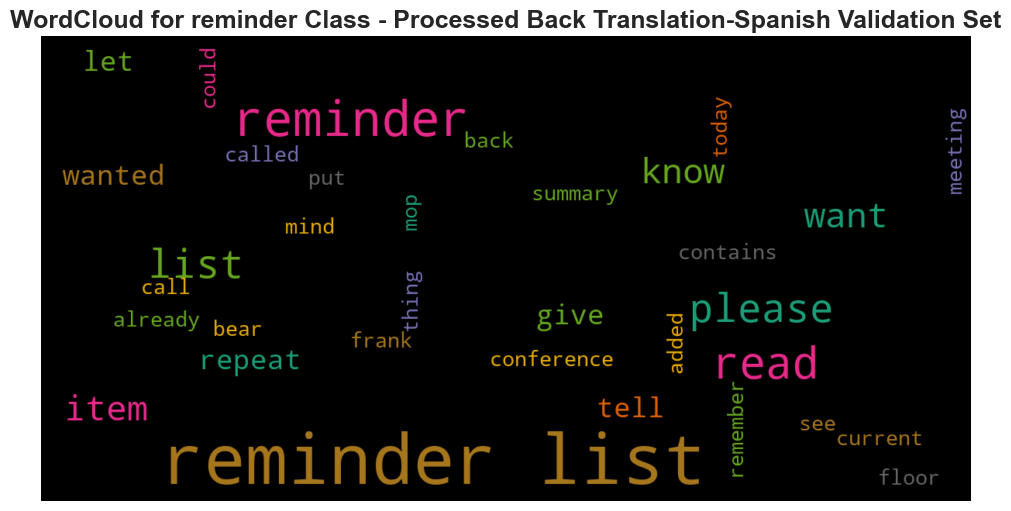 WordCloud for reminder Class - Processed Back Translation-Spanish Validation Set
let
could
reminder
back
today
meeting
called
wanted
put
know
summary
mop
want
mind
contains
list
call
thing
already
bear
give
please
frank
added
repeat
conference
read
item
tell
remember
see
current
reminder list
floor